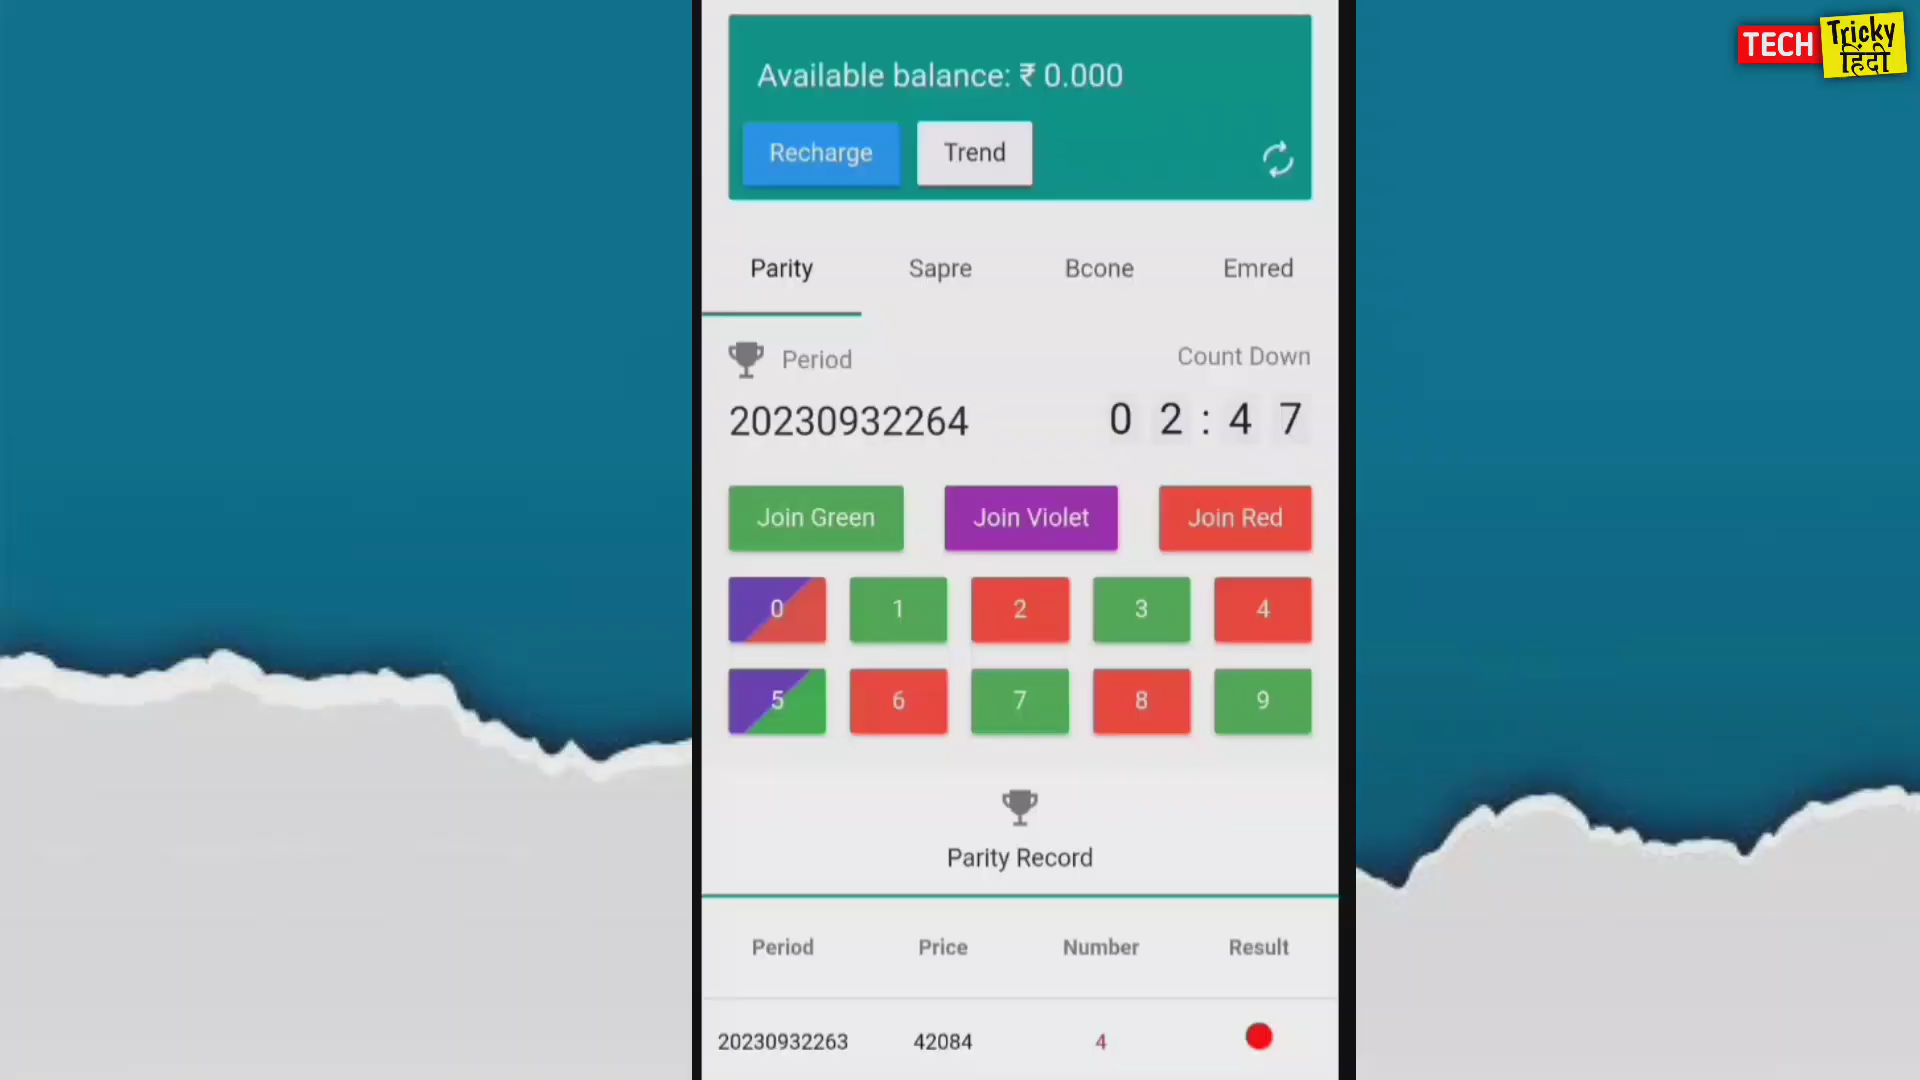 TECH Tricky
हिंदी
Available balance: ₹ 0.000
Recharge Trend
Parity Sapre Bcone Emred
Period Count Down
20230932264 0 2 : 4 7
Join Green Join Violet Join Red
0 1 2 3 4
5 6 7 8 9
Parity Record
Period Price Number Result
20230932263 42084 4